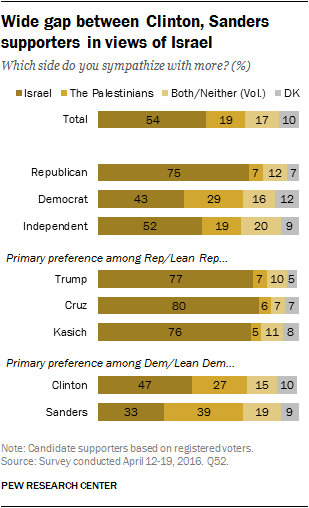 Wide gap between Clinton, Sanders
supporters in views of Israel
Which side do you sympathize with more? (%)
Israel The Palestinians Both/Neither (Vol.) DK
Total 54 19 17 10
Republican 75 7 12 7
Democrat 43 29 16 12
Independent 52 19 20 9
Primary preference among Rep/Lean Rep...
Trump 77 7 10 5
Cruz 80 6 7 7
Kasich 76 5 11 8
Primary preference among Dem/Lean Dem...
Clinton 47 27 15 10
Sanders 33 39 19 9
Note: Candidate supporters based on registered voters.
Source: Survey conducted April 12-19, 2016. Q52.
PEW RESEARCH CENTER